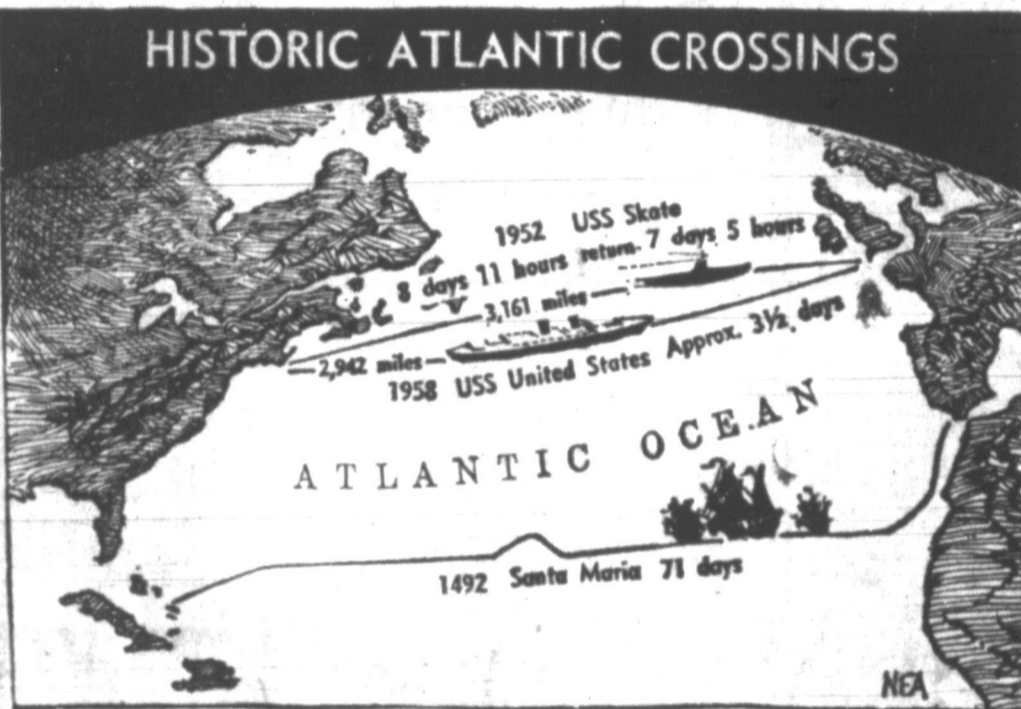 HISTORIC ATLANTIC CROSSINGS
1952 USS Skate
8 days 11 hours return 7 days 5 hours
3,161 miles
2,942 miles
1958 USS United States Approx. 3½ days
ATLANTIC OCEAN
1492 Santa Maria 71 days
NEA